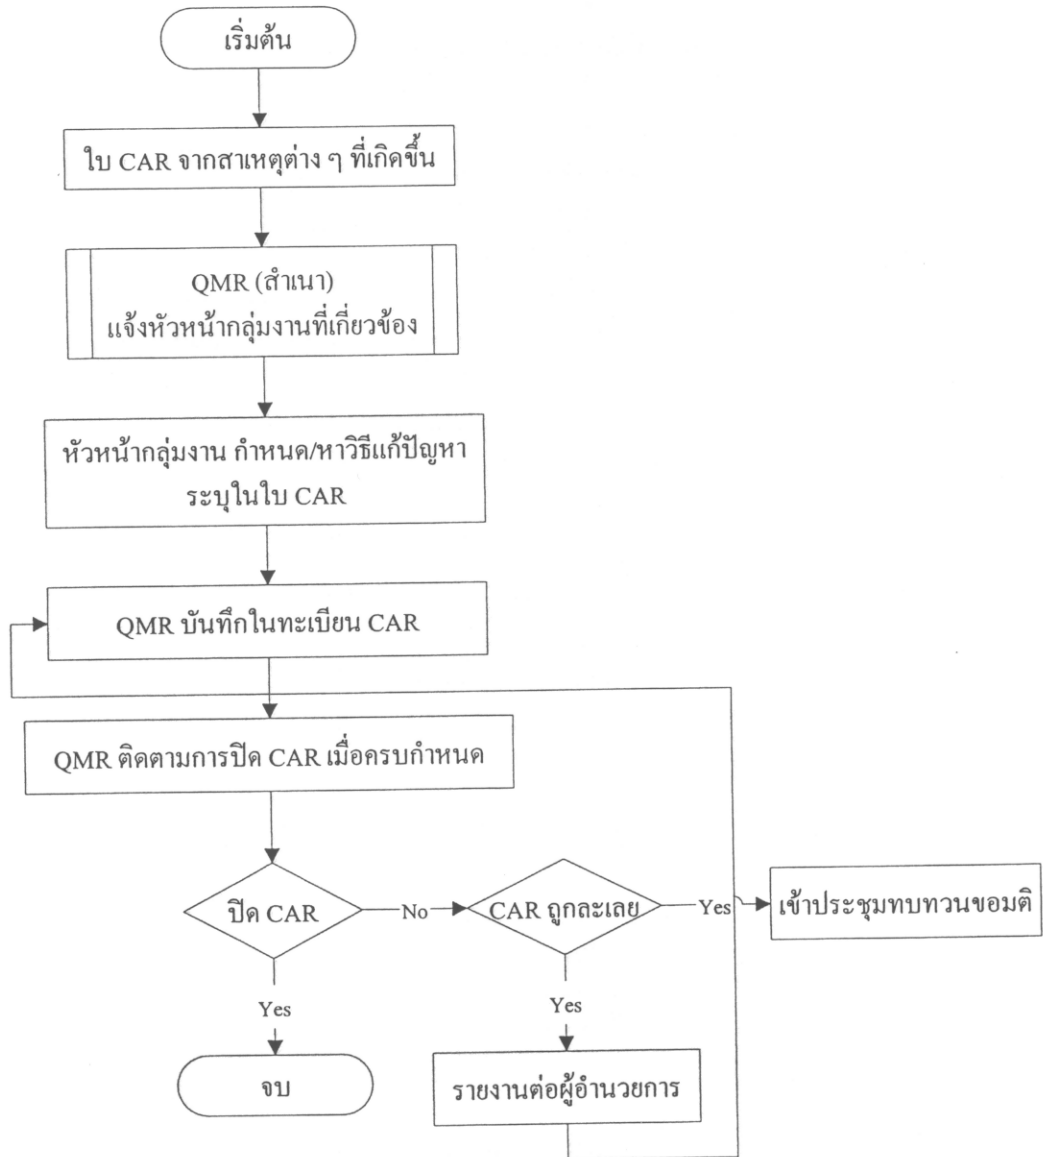 เริ่มต้น
ใบ CAR จากสาเหตุต่าง ๆ ที่เกิดขึ้น
QMR (สำเนา)
แจ้งหัวหน้ากลุ่มงานที่เกี่ยวข้อง
หัวหน้ากลุ่มงาน กำหนด/หาวิธีแก้ปัญหา
ระบุในใบ CAR
QMR บันทึกในทะเบียน CAR
QMR ติดตามการปิด CAR เมื่อครบกำหนด
ปิด CAR
No
CAR ถูกละเลย
Yes
เข้าประชุมทบทวนขอมติ
Yes
Yes
จบ
รายงานต่อผู้อำนวยการ